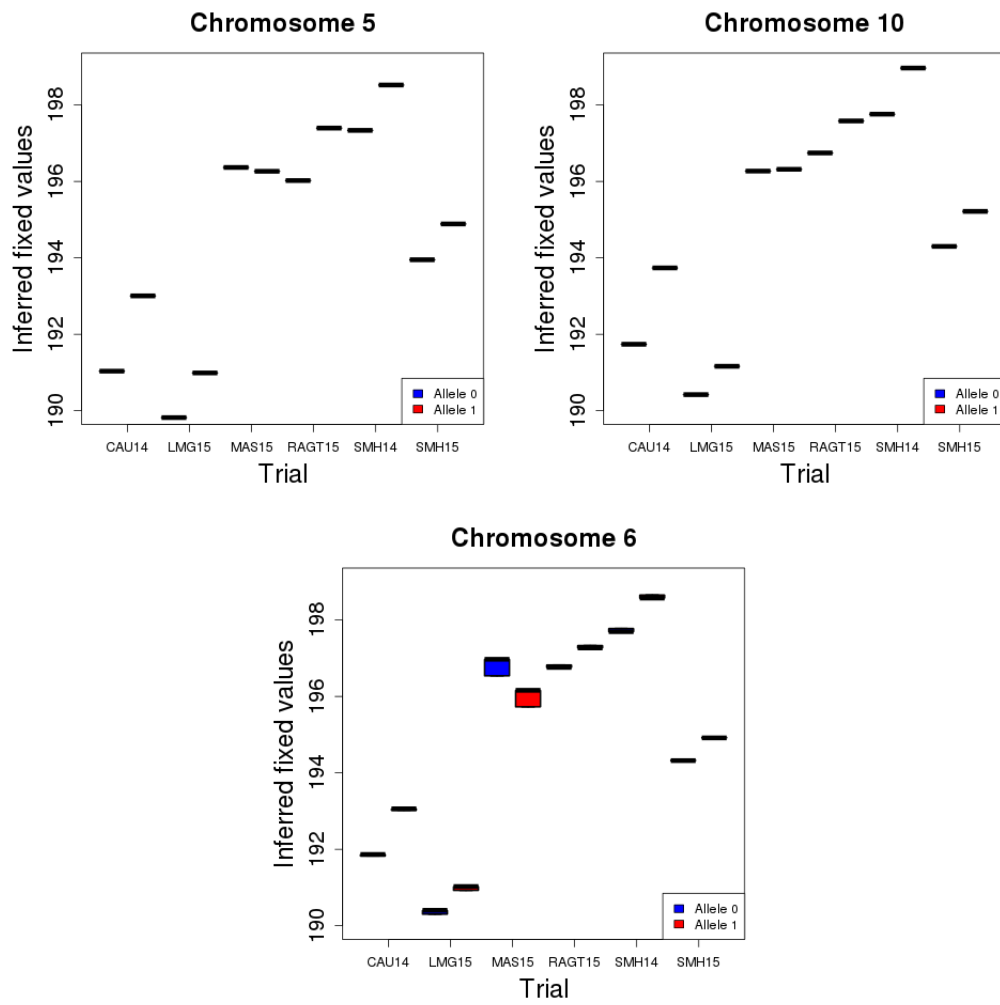 Chromosome 5
Inferred fixed values
198
196
194
192
190
CAU14 LMG15 MAS15 RAGT15 SMH14 SMH15
Trial
Allele 0
Allele 1
Chromosome 10
Inferred fixed values
198
196
194
192
190
CAU14 LMG15 MAS15 RAGT15 SMH14 SMH15
Trial
Allele 0
Allele 1
Chromosome 6
Inferred fixed values
198
196
194
192
190
CAU14 LMG15 MAS15 RAGT15 SMH14 SMH15
Trial
Allele 0
Allele 1